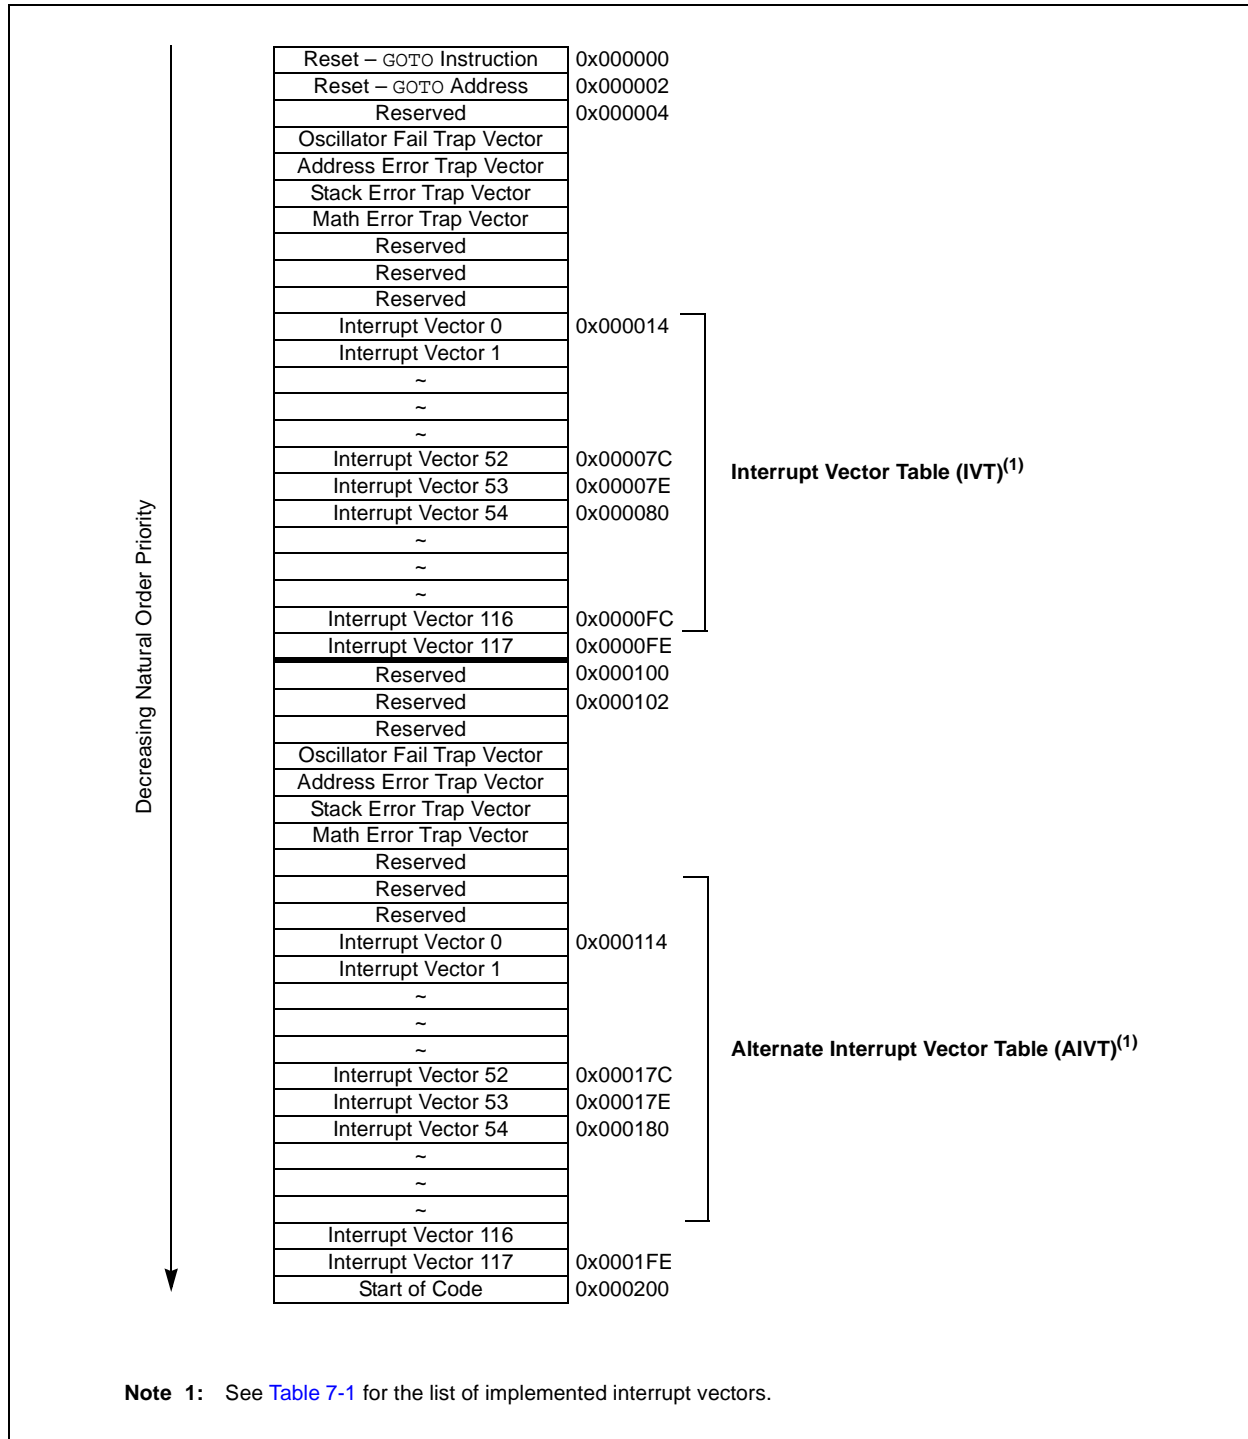 Reset – GOTO Instruction 0x000000
Reset – GOTO Address 0x000002
Reserved 0x000004
Oscillator Fail Trap Vector
Address Error Trap Vector
Stack Error Trap Vector
Math Error Trap Vector
Reserved
Reserved
Reserved
Interrupt Vector 0 0x000014
Interrupt Vector 1
~
~
~
Interrupt Vector 52 0x00007C
Interrupt Vector Table (IVT)(1)
Interrupt Vector 53 0x00007E
Interrupt Vector 54 0x000080
~
~
~
Interrupt Vector 116 0x0000FC
Interrupt Vector 117 0x0000FE
Decreasing Natural Order Priority
Reserved 0x000100
Reserved 0x000102
Reserved
Oscillator Fail Trap Vector
Address Error Trap Vector
Stack Error Trap Vector
Math Error Trap Vector
Reserved
Reserved
Reserved
Interrupt Vector 0 0x000114
Interrupt Vector 1
~
~
~
Alternate Interrupt Vector Table (AIVT)(1)
Interrupt Vector 52 0x00017C
Interrupt Vector 53 0x00017E
Interrupt Vector 54 0x000180
~
~
~
Interrupt Vector 116
Interrupt Vector 117 0x0001FE
Start of Code 0x000200
Note 1: See Table 7-1 for the list of implemented interrupt vectors.